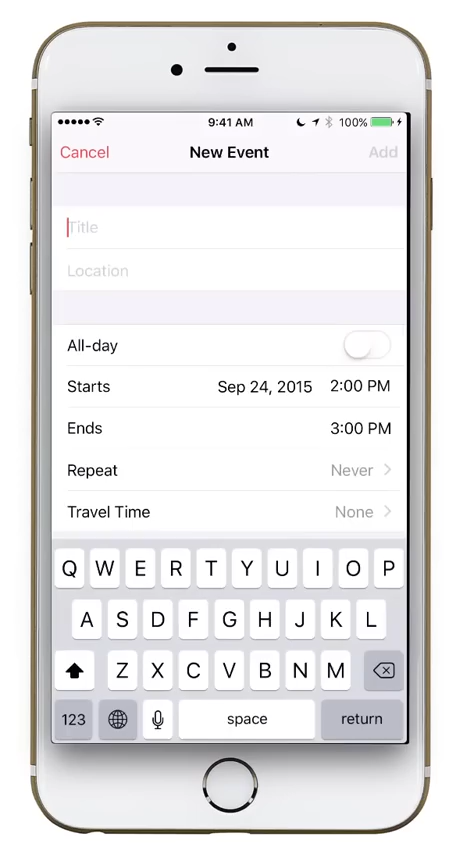 9:41 AM 100%
Cancel New Event Add
Title
Location
All-day
Starts Sep 24, 2015 2:00 PM
Ends 3:00 PM
Repeat Never
Travel Time None
Q W E R T Y U I O P
A S D F G H J K L
Z X C V B N M
123 space return